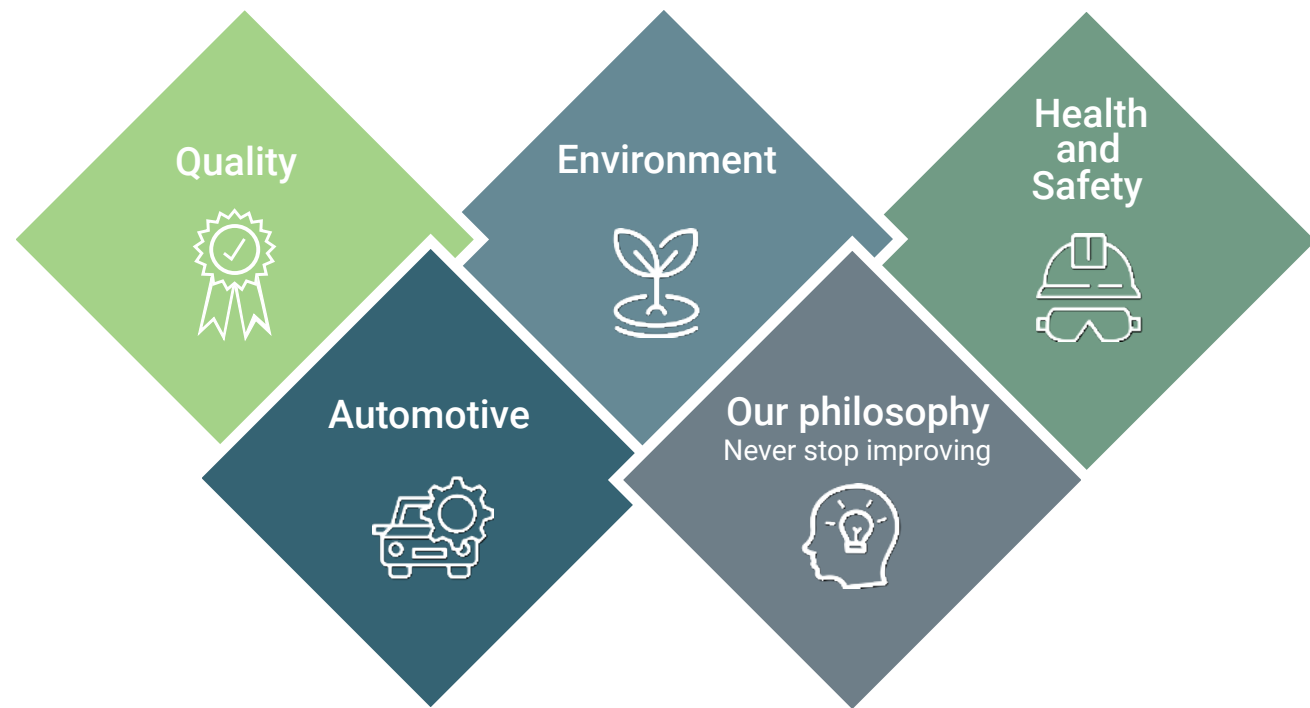 Quality
Environment
Health
and
Safety
Automotive
Our philosophy
Never stop improving